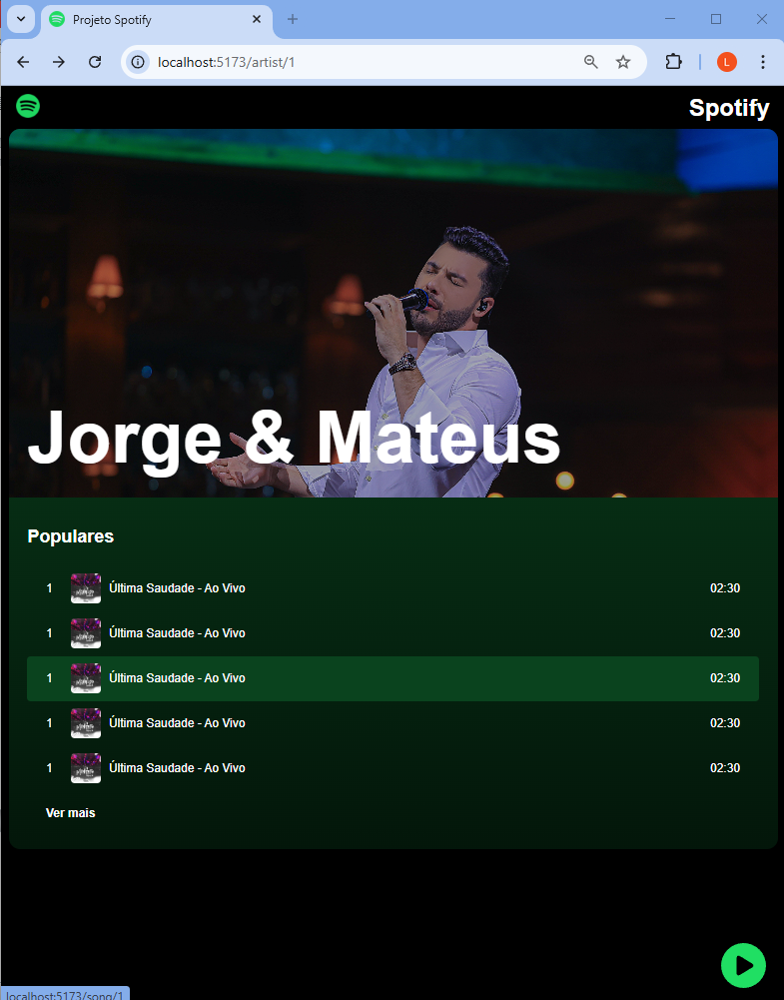 Projeto Spotify
localhost:5173/artist/1
L
Spotify
Jorge & Mateus
Populares
1 Última Saudade - Ao Vivo 02:30
1 Última Saudade - Ao Vivo 02:30
1 Última Saudade - Ao Vivo 02:30
1 Última Saudade - Ao Vivo 02:30
1 Última Saudade - Ao Vivo 02:30
Ver mais
localhost:5173/song/1